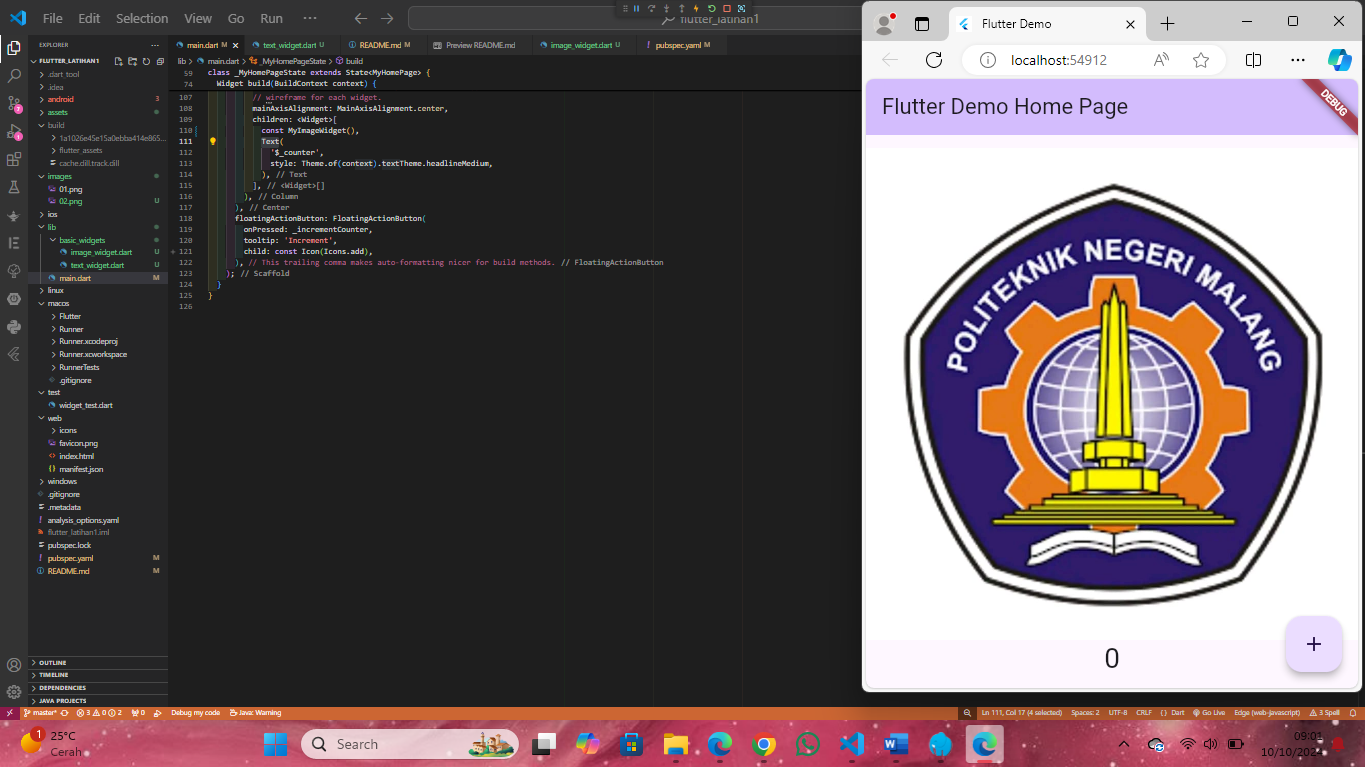 File Edit Selection View Go Run ···
flutter_latihan1
EXPLORER ···
FLUTTER_LATIHAN1
.dart_tool
.idea
android 3
assets
build
1a1026e45e15a0ebba414e865...
flutter_assets
cache.dill.track.dill
images
01.png
02.png U
ios
lib
basic_widgets
image_widget.dart U
text_widget.dart U
main.dart M
linux
macos
Flutter
Runner
Runner.xcodeproj
Runner.xcworkspace
RunnerTests
.gitignore
test
widget_test.dart
web
icons
favicon.png
index.html
manifest.json
windows
.gitignore
.metadata
analysis_options.yaml
flutter_latihan1.iml
pubspec.lock
pubspec.yaml M
README.md M
OUTLINE
TIMELINE
DEPENDENCIES
JAVA PROJECTS
main.dart M text_widget.dart U README.md M Preview README.md image_widget.dart U pubspec.yaml M
lib > main.dart > _MyHomePageState > build
59 class _MyHomePageState extends State<MyHomePage> {
74 Widget build(BuildContext context) {
107 // wireframe for each widget.
108 mainAxisAlignment: MainAxisAlignment.center,
109 children: <Widget>[
110 const MyImageWidget(),
111 Text(
112 '$_counter',
113 style: Theme.of(context).textTheme.headlineMedium,
114 ), // Text
115 ], // <Widget>[]
116 ), // Column
117 ), // Center
118 floatingActionButton: FloatingActionButton(
119 onPressed: _incrementCounter,
120 tooltip: 'Increment',
121 child: const Icon(Icons.add),
122 ), // This trailing comma makes auto-formatting nicer for build methods. // FloatingActionButton
123 ); // Scaffold
124 }
125 }
126
Flutter Demo
localhost:54912
Flutter Demo Home Page
DEBUG
POLITEKNIK NEGERI MALANG
0
+
master* 3 0 2 0 Debug my code Java: Warning
Ln 111, Col 17 (4 selected) Spaces: 2 UTF-8 CRLF {} Dart Go Live Edge (web-javascript) 3 Spell
1
25°C
Cerah
Search
09:01
10/10/2024